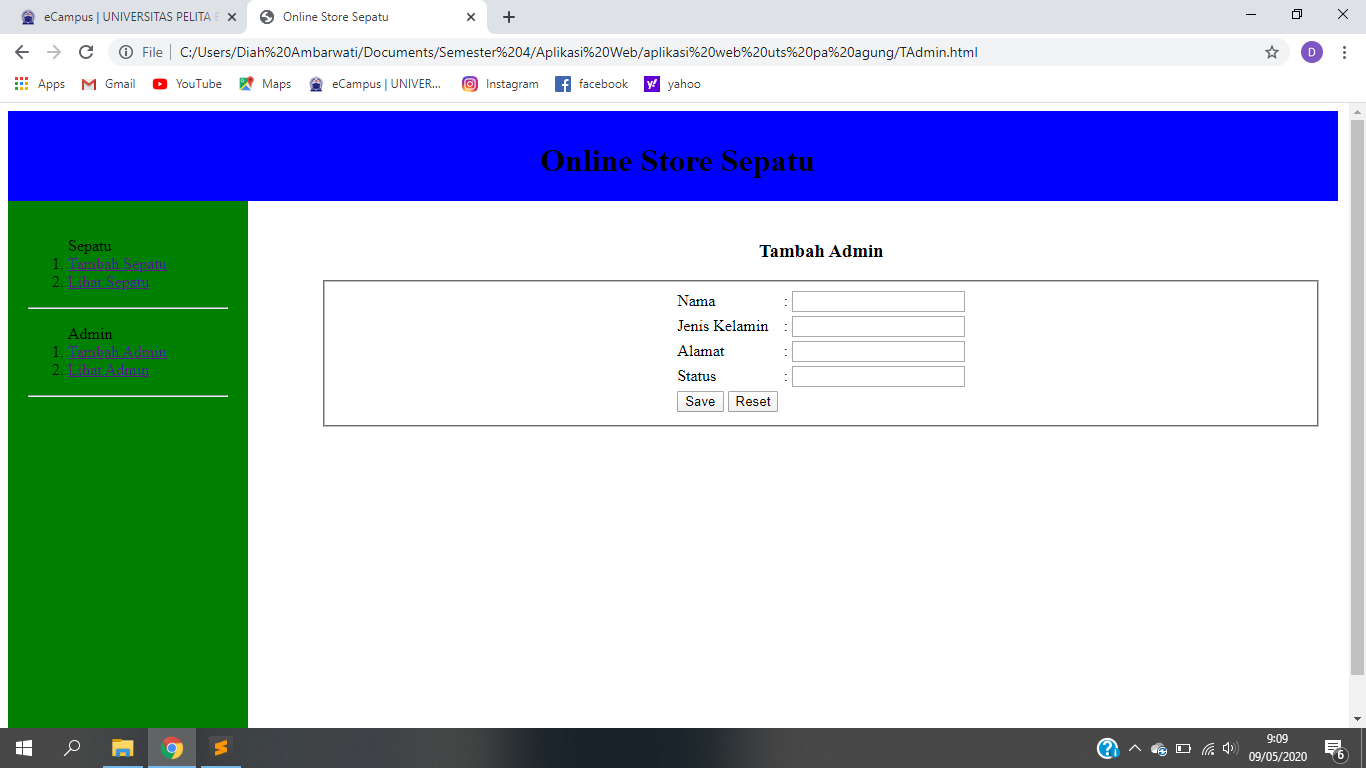 eCampus | UNIVERSITAS PELITA B
Online Store Sepatu
File
C:/Users/Diah%20Ambarwati/Documents/Semester%204/Aplikasi%20Web/aplikasi%20web%20uts%20pa%20agung/TAdmin.html
D
Apps
Gmail
YouTube
Maps
eCampus | UNIVER...
Instagram
facebook
yahoo
Online Store Sepatu
Sepatu
1. Tambah Sepatu
2. Lihat Sepatu
Admin
1. Tambah Admin
2. Lihat Admin
Tambah Admin
Nama :
Jenis Kelamin :
Alamat :
Status :
Save Reset
9:09
09/05/2020
6